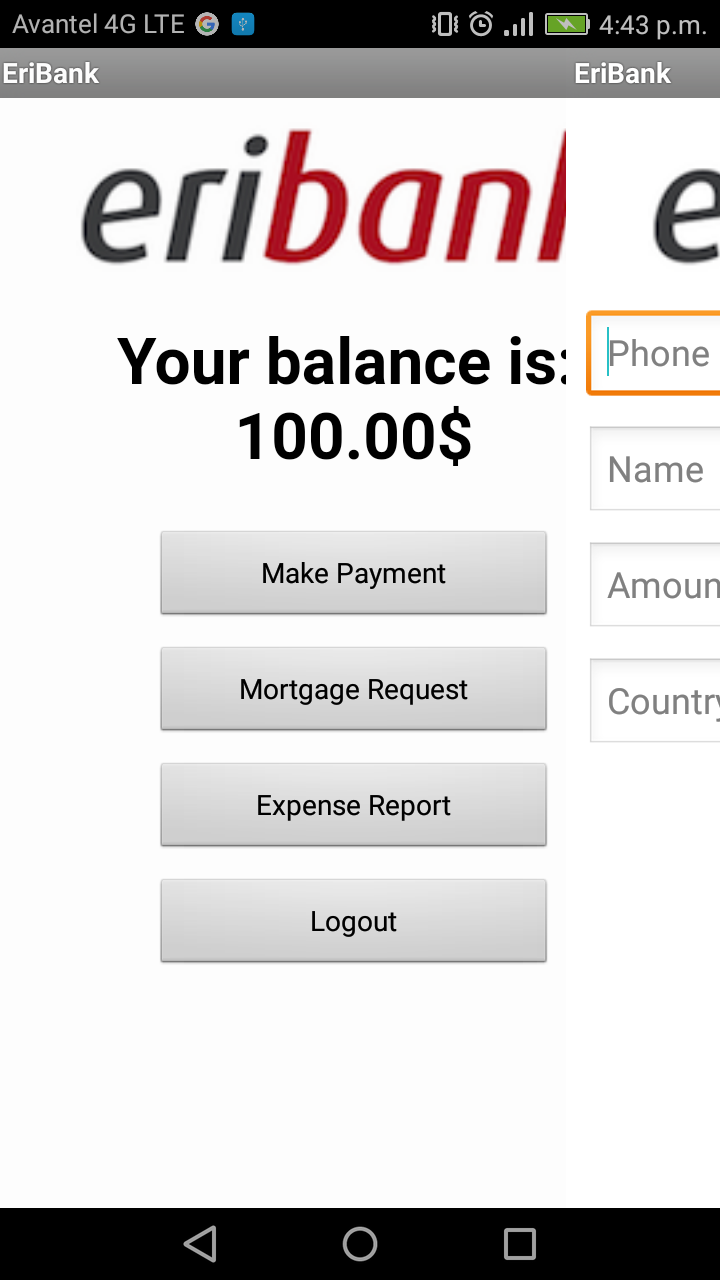 Avantel 4G LTE
4:43 p.m.
EriBank
EriBank
eribank
e
Your balance is:
100.00$
Make Payment
Mortgage Request
Expense Report
Logout
Phone
Name
Amoun
Country